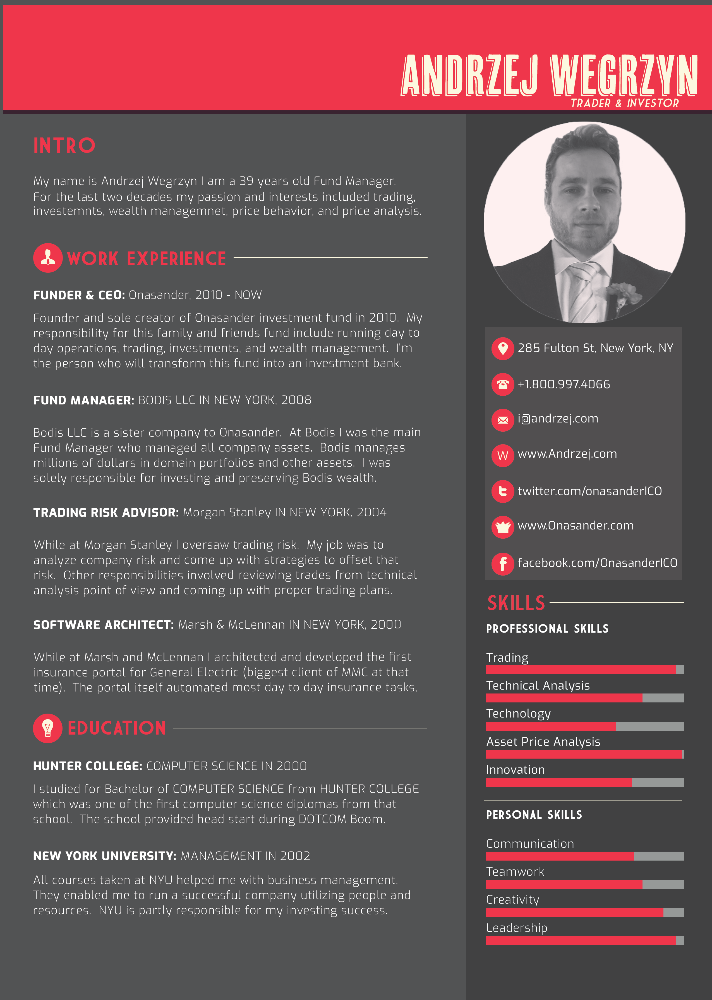 ANDRZEJ WEGRZYN
TRADER & INVESTOR
INTRO
My name is Andrzej Wegrzyn I am a 39 years old Fund Manager.
For the last two decades my passion and interests included trading,
investemnts, wealth managemnet, price behavior, and price analysis.
WORK EXPERIENCE
FUNDER & CEO: Onasander, 2010 - NOW
Founder and sole creator of Onasander investment fund in 2010. My
responsibility for this family and friends fund include running day to
day operations, trading, investments, and wealth management. I'm
the person who will transform this fund into an investment bank.
FUND MANAGER: BODIS LLC IN NEW YORK, 2008
Bodis LLC is a sister company to Onasander. At Bodis I was the main
Fund Manager who managed all company assets. Bodis manages
millions of dollars in domain portfolios and other assets. I was
solely responsible for investing and preserving Bodis wealth.
TRADING RISK ADVISOR: Morgan Stanley IN NEW YORK, 2004
While at Morgan Stanley I oversaw trading risk. My job was to
analyze company risk and come up with strategies to offset that
risk. Other responsibilities involved reviewing trades from technical
analysis point of view and coming up with proper trading plans.
SOFTWARE ARCHITECT: Marsh & McLennan IN NEW YORK, 2000
While at Marsh and McLennan I architected and developed the first
insurance portal for General Electric (biggest client of MMC at that
time). The portal itself automated most day to day insurance tasks,
EDUCATION
HUNTER COLLEGE: COMPUTER SCIENCE IN 2000
I studied for Bachelor of COMPUTER SCIENCE from HUNTER COLLEGE
which was one of the first computer science diplomas from that
school. The school provided head start during DOTCOM Boom.
NEW YORK UNIVERSITY: MANAGEMENT IN 2002
All courses taken at NYU helped me with business management.
They enabled me to run a successful company utilizing people and
resources. NYU is partly responsible for my investing success.
285 Fulton St, New York, NY
+1.800.997.4066
i@andrzej.com
W www.Andrzej.com
t twitter.com/onasanderICO
www.Onasander.com
f facebook.com/OnasanderICO
SKILLS
PROFESSIONAL SKILLS
Trading
Technical Analysis
Technology
Asset Price Analysis
Innovation
PERSONAL SKILLS
Communication
Teamwork
Creativity
Leadership